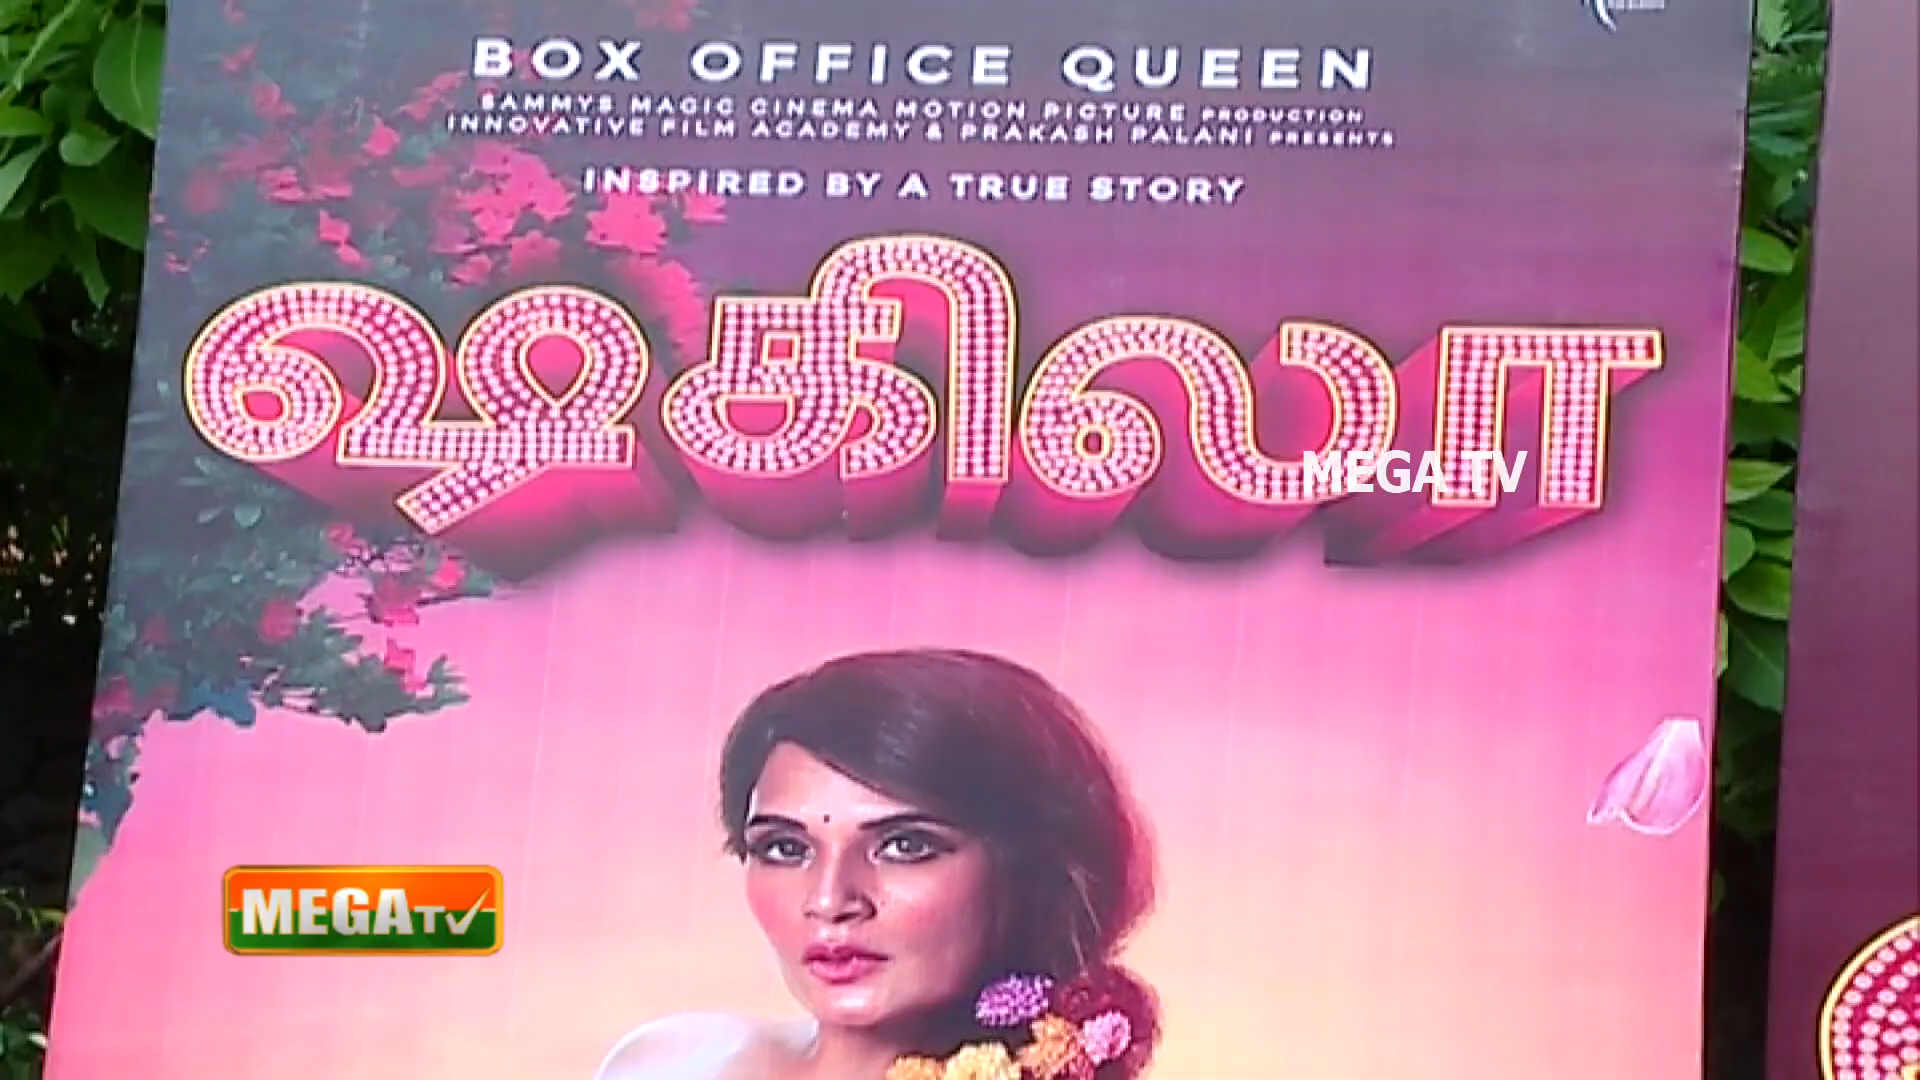 BOX OFFICE QUEEN
SAMMYS MAGIC CINEMA MOTION PICTURE PRODUCTION
INNOVATIVE FILM ACADEMY & PRAKASH PALANI PRESENTS
INSPIRED BY A TRUE STORY
ஷகிலா
MEGA TV
MEGA TV